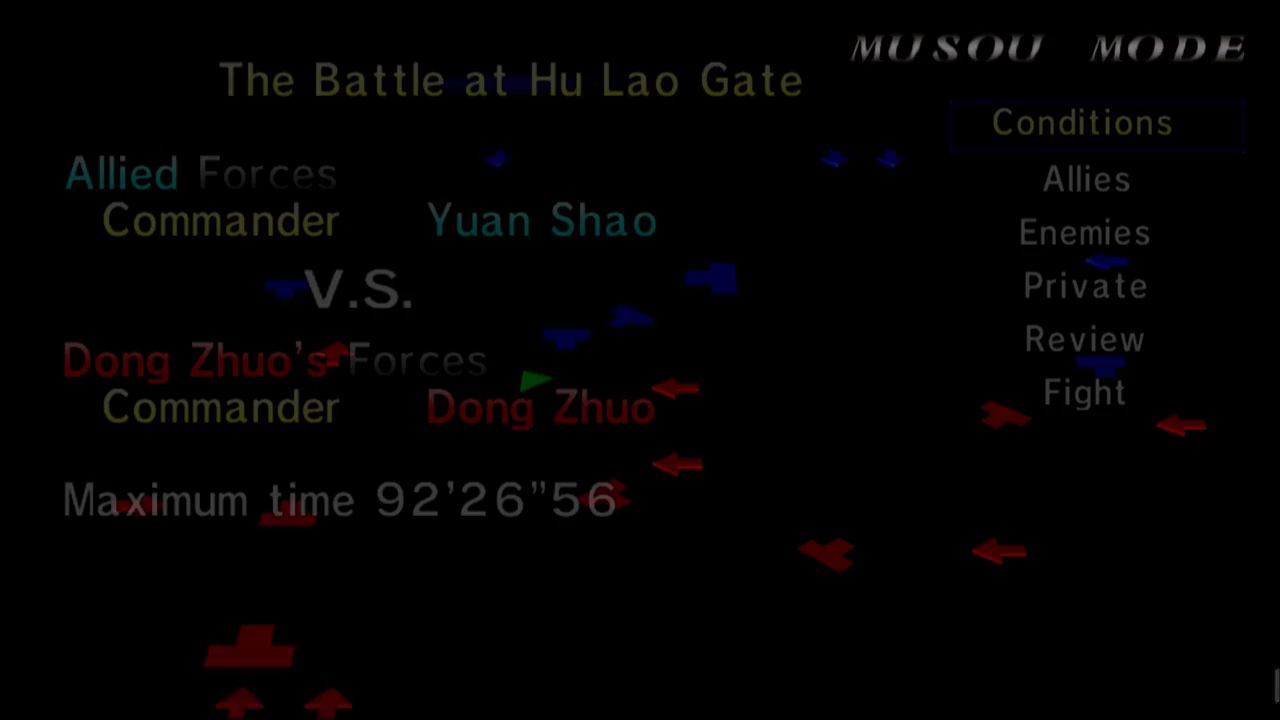 MUSOU MODE
The Battle at Hu Lao Gate
Conditions
Allied Forces
Allies
Commander Yuan Shao
Enemies
V.S.
Private
Review
Dong Zhuo's Forces
Fight
Commander Dong Zhuo
Maximum time 92'26"56